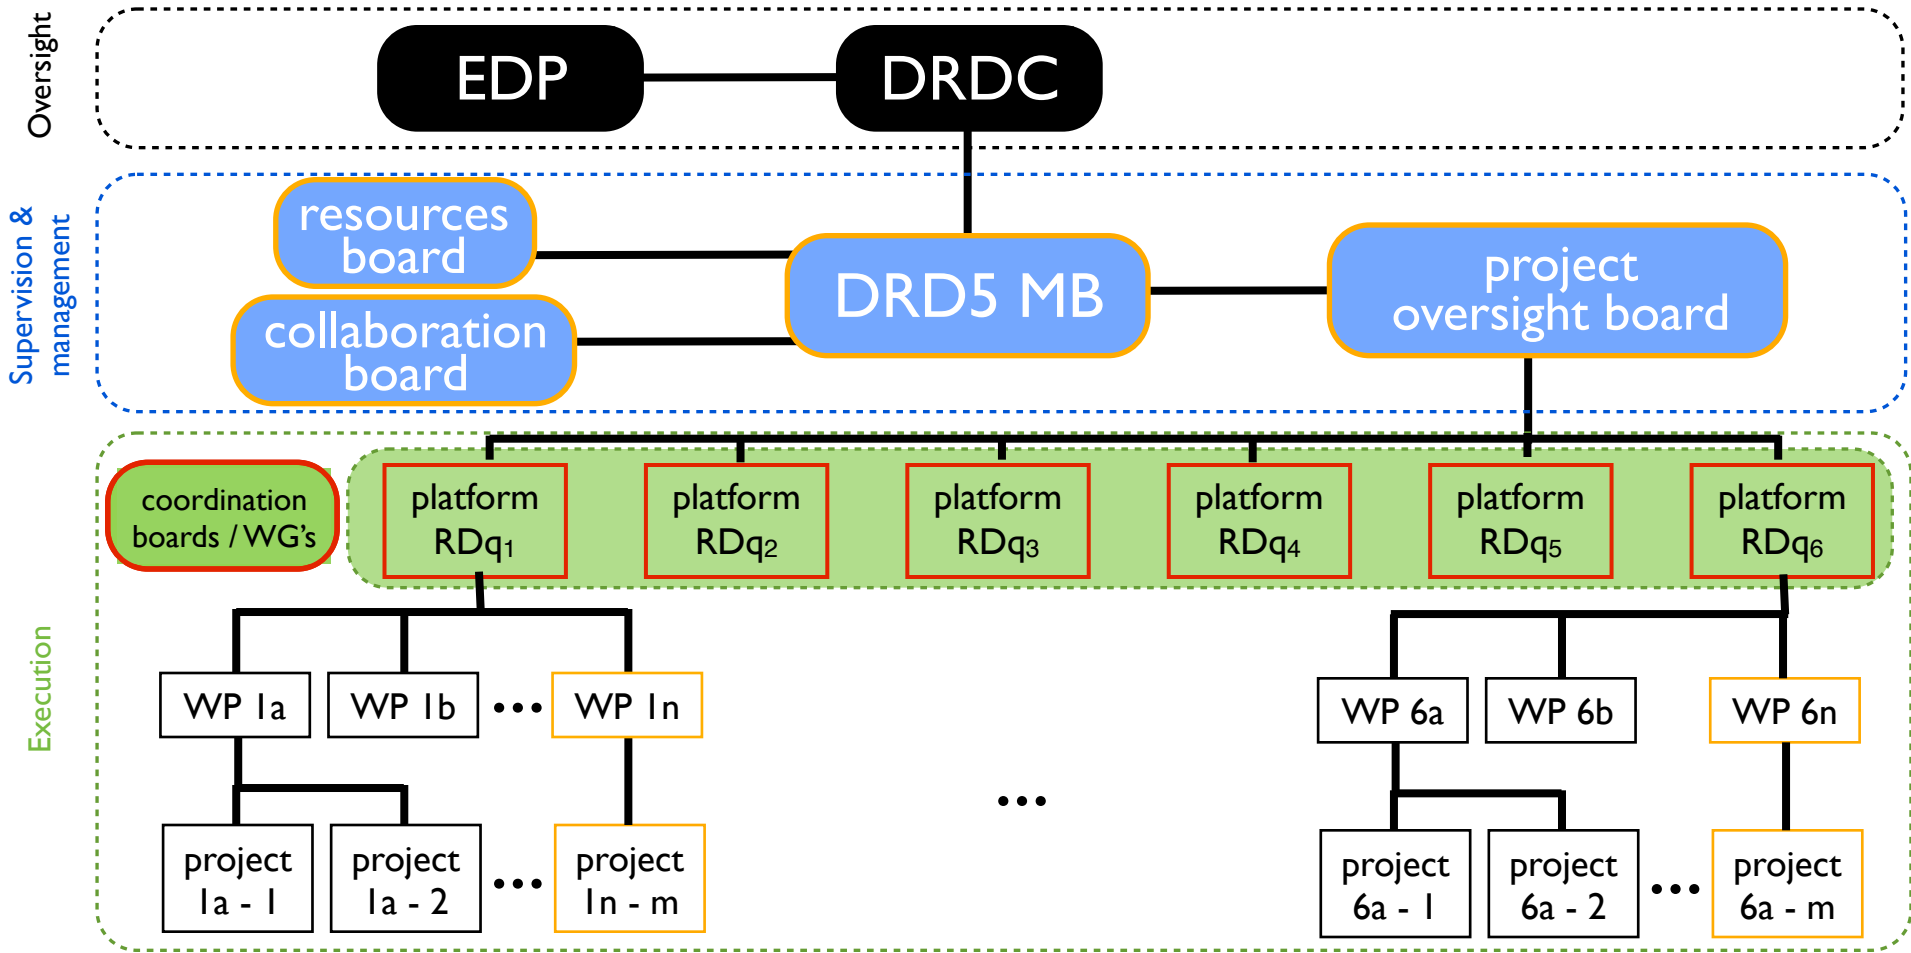 Oversight
EDP
DRDC
Supervision &
management
resources
board
collaboration
board
DRD5 MB
project
oversight board
Execution
coordination
boards / WG's
platform
RDq1
platform
RDq2
platform
RDq3
platform
RDq4
platform
RDq5
platform
RDq6
WP 1a
WP 1b
...
WP 1n
WP 6a
WP 6b
WP 6n
...
project
1a - 1
project
1a - 2
...
project
1n - m
project
6a - 1
project
6a - 2
...
project
6a - m